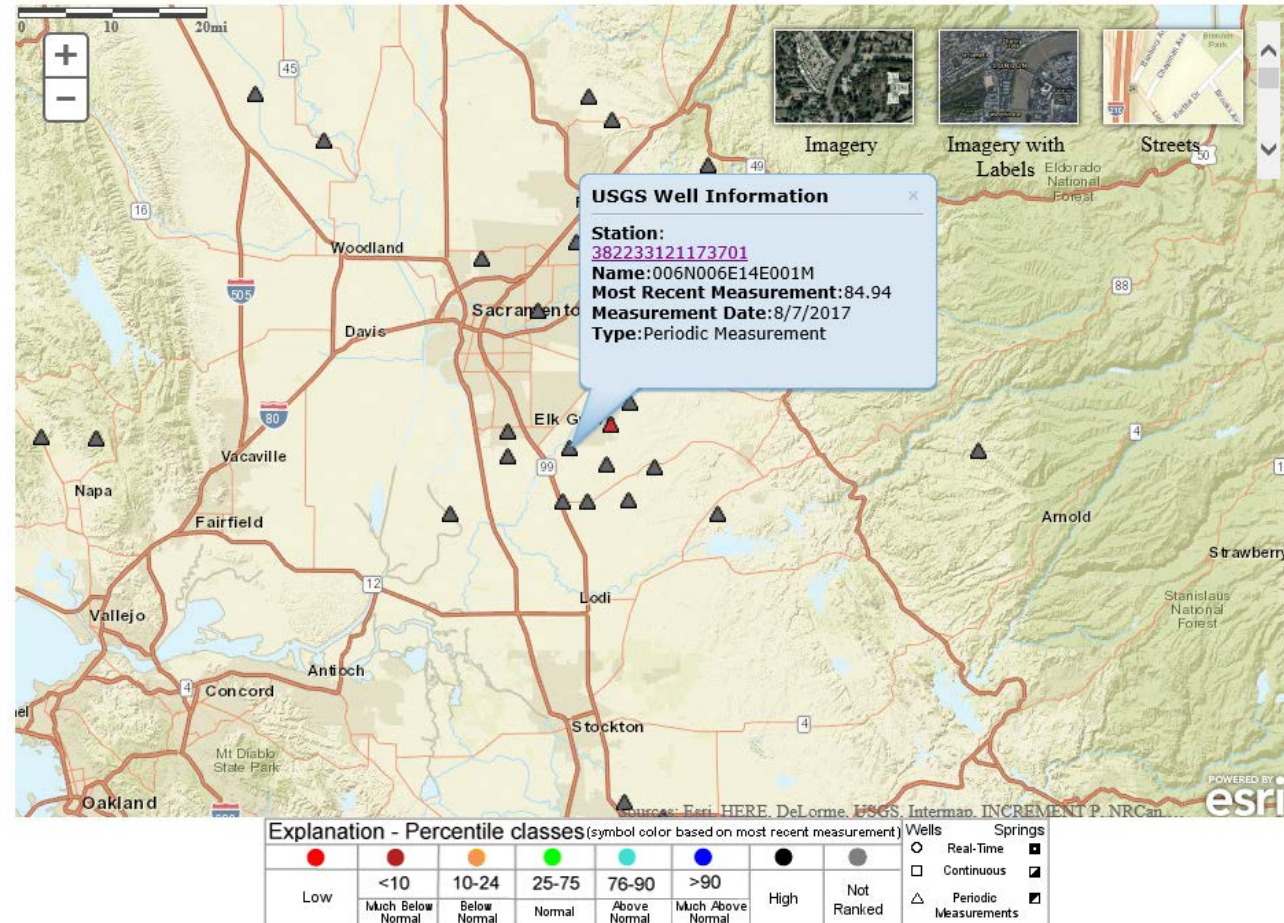 0 10 20mi
+
−
45
49
50
16
505
80
99
88
4
12
4
4
Imagery
Imagery with
Labels
Streets
Eldorado
National
Forest
USGS Well Information
×
Station:
382233121173701
Name:006N006E14E001M
Most Recent Measurement:84.94
Measurement Date:8/7/2017
Type:Periodic Measurement
Woodland
Sacramento
Davis
Elk G
Vacaville
Napa
Fairfield
Arnold
Strawberry
Lodi
Stanislaus
National
Forest
Vallejo
Antioch
Concord
Stockton
Mt Diablo
State Park
Oakland
POWERED BY
esri
Sources: Esri, HERE, DeLorme, USGS, Intermap, INCREMENT P, NRCan, ...
Explanation - Percentile classes (symbol color based on most recent measurement)
Low
<10
Much Below
Normal
10-24
Below
Normal
25-75
Normal
76-90
Above
Normal
>90
Much Above
Normal
High
Not
Ranked
Wells Springs
Real-Time
Continuous
Periodic
Measurements